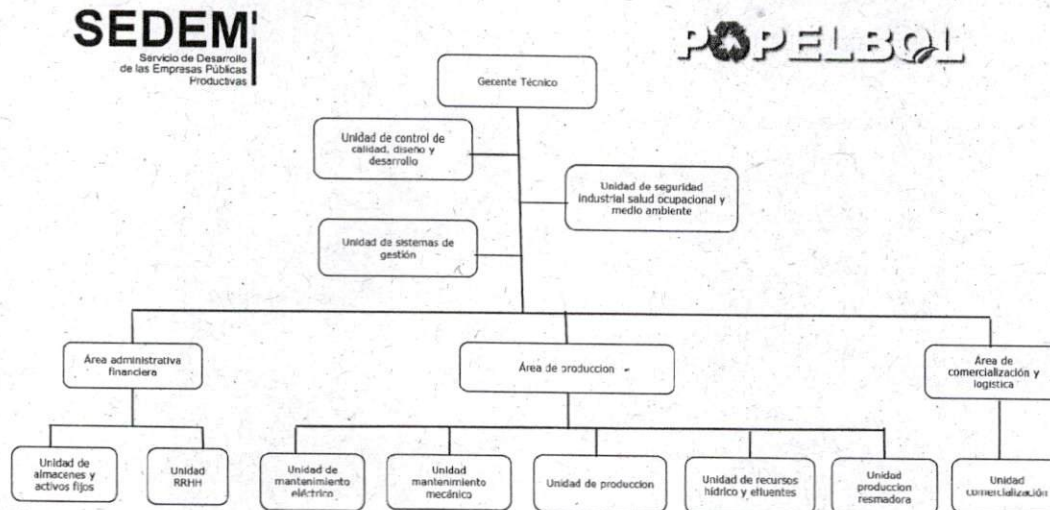 SEDEM
Servicio de Desarrollo
de las Empresas Públicas
Productivas
PAPELBOL
Gerente Técnico
Unidad de control de
calidad, diseño y
desarrollo
Unidad de seguridad
industrial salud ocupacional y
medio ambiente
Unidad de sistemas de
gestión
Área administrativa
financiera
Área de produccion
Área de
comercialización y
logística
Unidad de
almacenes y
activos fijos
Unidad
RRHH
Unidad de
mantenimiento
eléctrico
Unidad
mantenimiento
mecánico
Unidad de produccion
Unidad de recursos
hídrico y efluentes
Unidad
produccion
resmadora
Unidad
comercialización